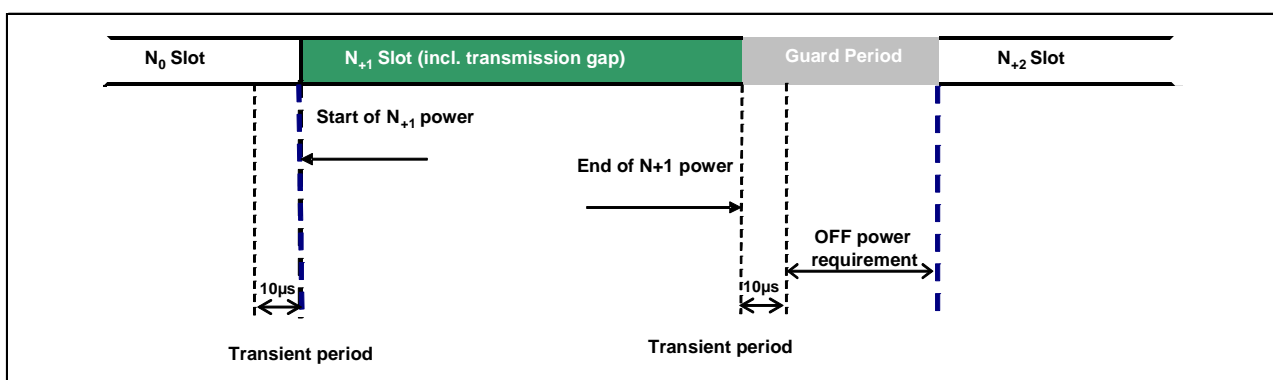 N0 Slot
N+1 Slot (incl. transmission gap)
Guard Period
N+2 Slot
Start of N+1 power
End of N+1 power
OFF power
requirement
10µs
10µs
Transient period
Transient period